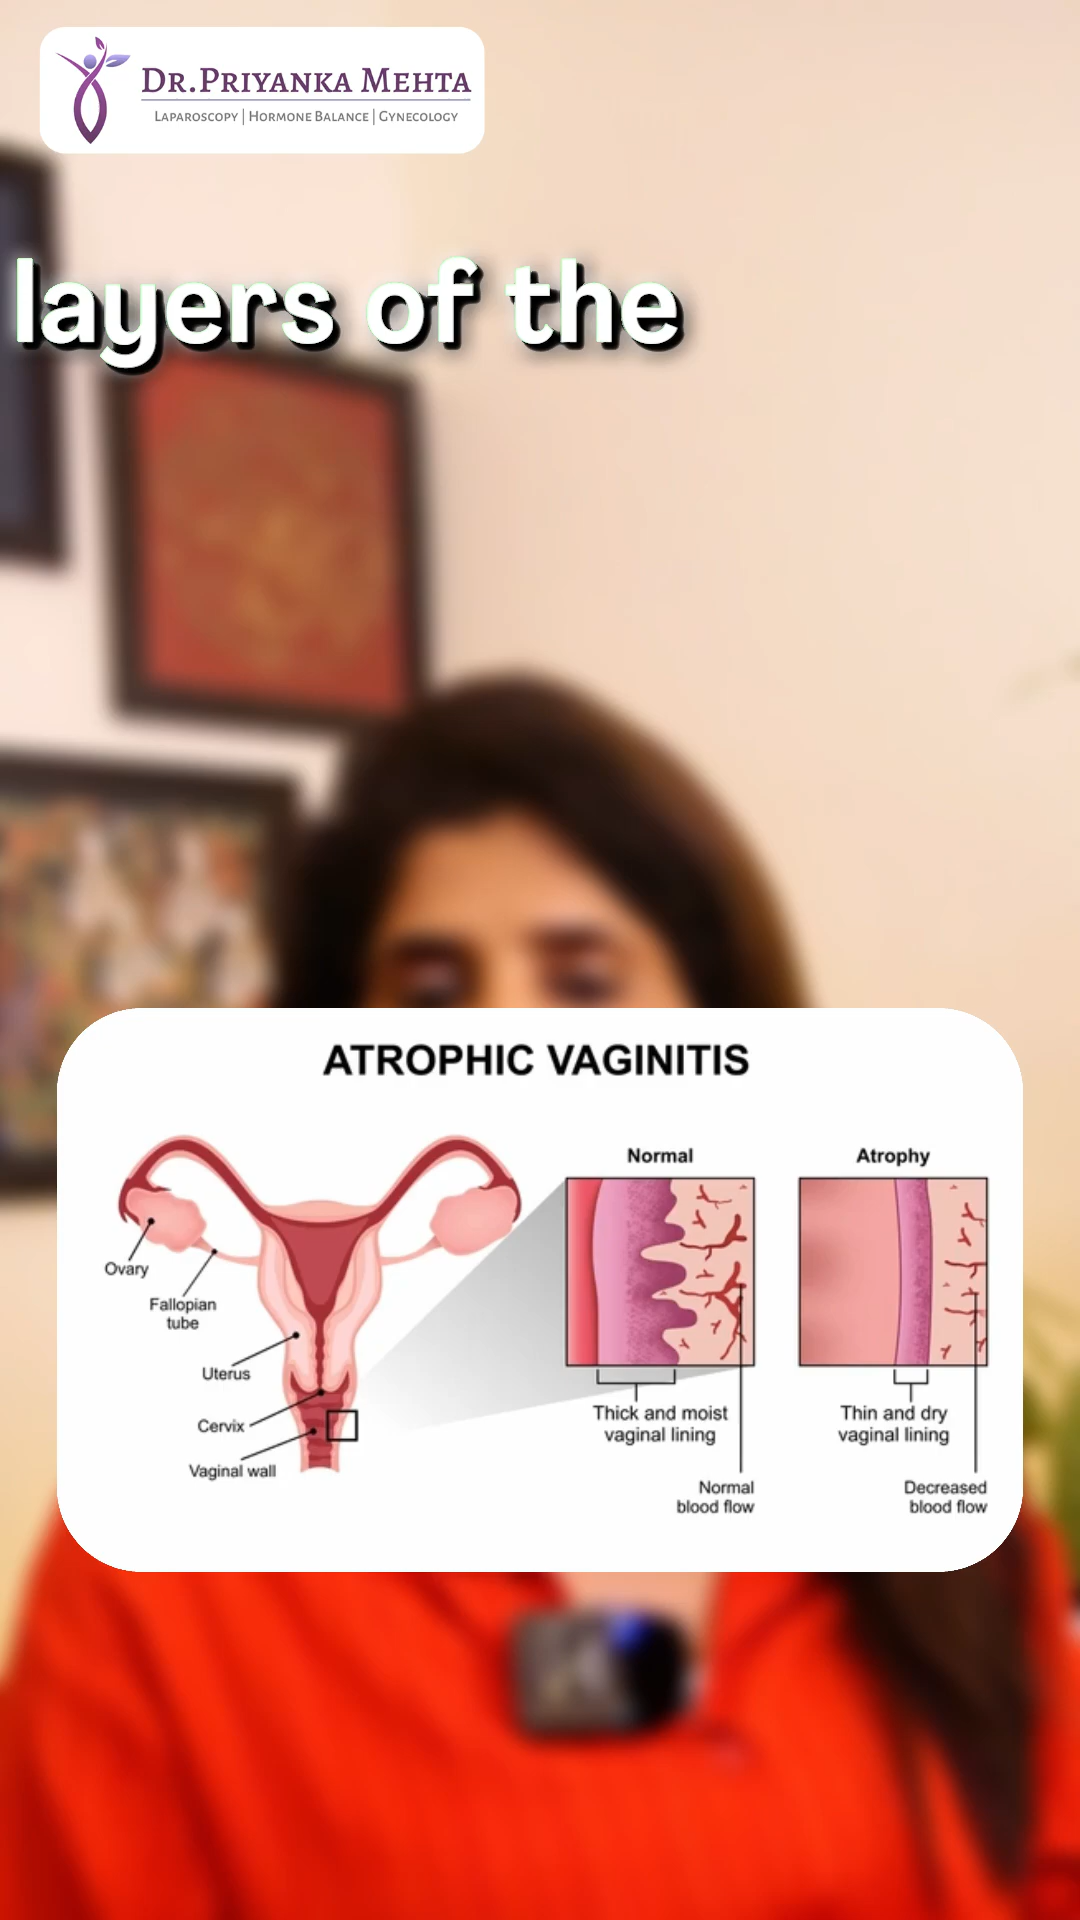 DR.PRIYANKA MEHTA
LAPAROSCOPY | HORMONE BALANCE | GYNECOLOGY
layers of the
ATROPHIC VAGINITIS
Normal
Atrophy
Ovary
Fallopian
tube
Uterus
Cervix
Vaginal wall
Thick and moist
vaginal lining
Normal
blood flow
Thin and dry
vaginal lining
Decreased
blood flow